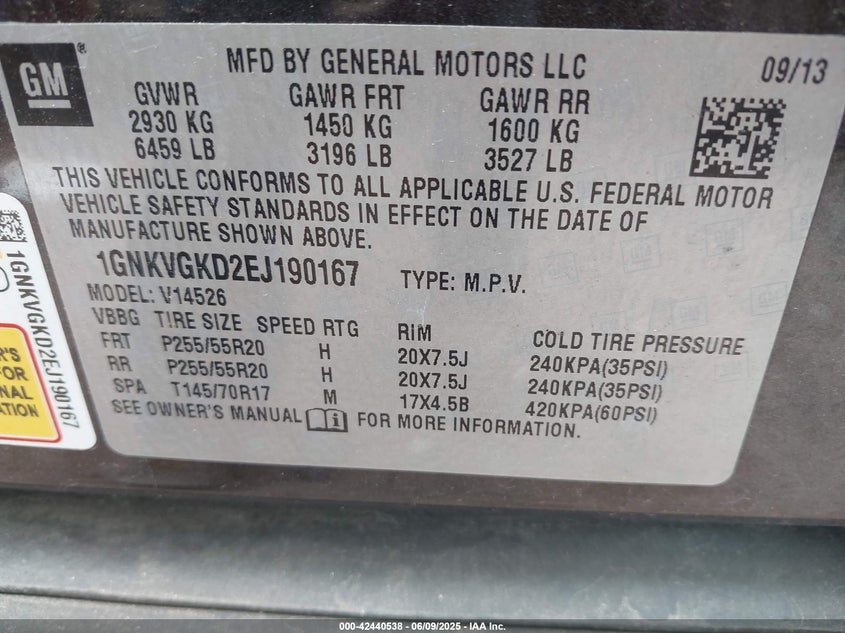 GM®
MFD BY GENERAL MOTORS LLC
09/13
GVWR GAWR FRT GAWR RR
2930 KG 1450 KG 1600 KG
6459 LB 3196 LB 3527 LB
THIS VEHICLE CONFORMS TO ALL APPLICABLE U.S. FEDERAL MOTOR
VEHICLE SAFETY STANDARDS IN EFFECT ON THE DATE OF
MANUFACTURE SHOWN ABOVE.
1GNKVGKD2EJ190167 TYPE: M.P.V.
MODEL: V14526
VBBG TIRE SIZE SPEED RTG RIM COLD TIRE PRESSURE
FRT P255/55R20 H 20X7.5J 240KPA(35PSI)
RR P255/55R20 H 20X7.5J 240KPA(35PSI)
SPA T145/70R17 M 17X4.5B 420KPA(60PSI)
SEE OWNER'S MANUAL FOR MORE INFORMATION.
1GNKVGKD2EJ190167
FOR
000-42440538 - 06/09/2025 - IAA Inc.